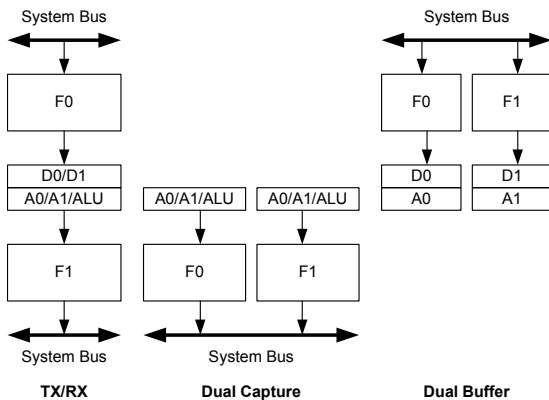 System Bus
F0
D0/D1
A0/A1/ALU
F1
System Bus
TX/RX
A0/A1/ALU
A0/A1/ALU
F0
F1
System Bus
Dual Capture
System Bus
F0
F1
D0
D1
A0
A1
Dual Buffer